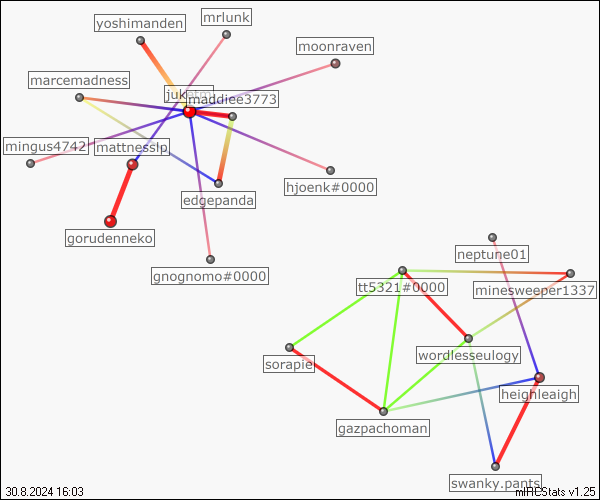 yoshimanden
mrlunk
moonraven
marcemadness
maddiee3773
mingus4742
mattnesslp
hjoenk#0000
edgepanda
gorudenneko
gnognomo#0000
neptune01
tt5321#0000
minesweeper1337
wordlesseulogy
sorapie
heighleaigh
gazpachoman
swanky.pants
30.8.2024 16:03
mIRCStats v1.25